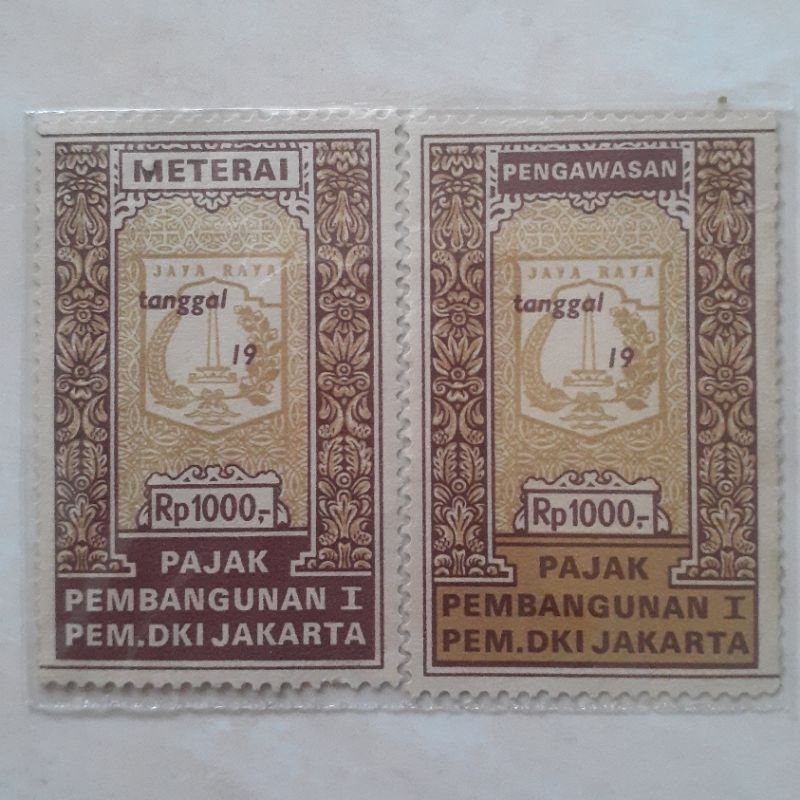 METERAI
JAYA RAYA
tanggal
19
Rp1000,-
PAJAK
PEMBANGUNAN I
PEM.DKI JAKARTA
PENGAWASAN
JAYA RAYA
tanggal
19
Rp1000,-
PAJAK
PEMBANGUNAN I
PEM.DKI JAKARTA